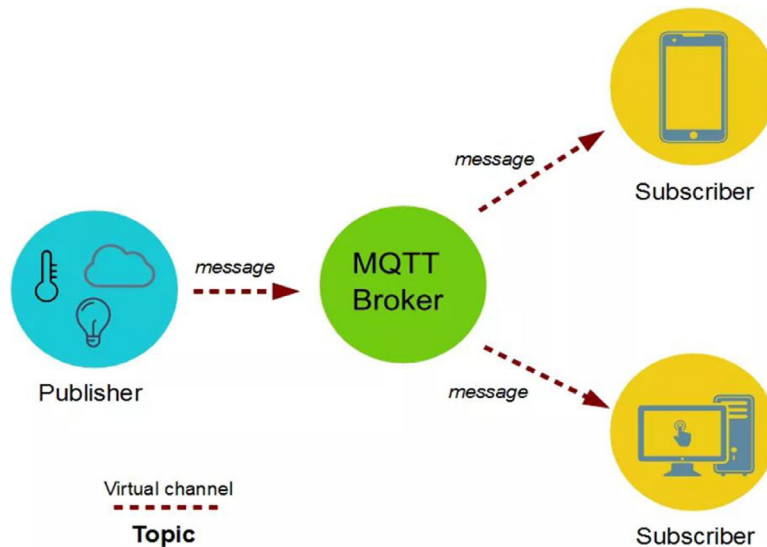 message
Subscriber
message
MQTT
Broker
Publisher
message
Virtual channel
Topic
Subscriber